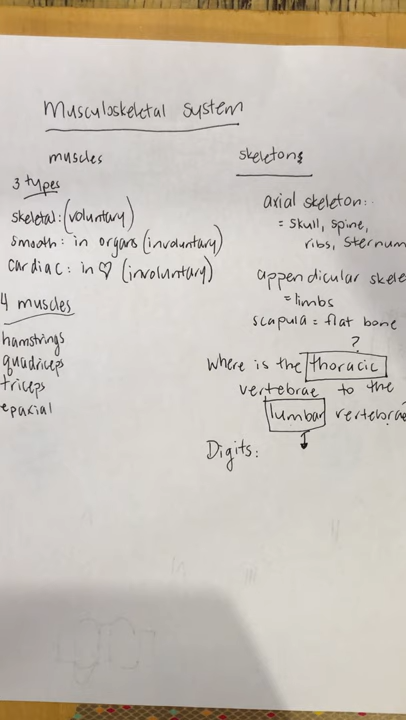 Musculoskeletal system
muscles
3 types
skeletal: (voluntary)
smooth: in organs (involuntary)
cardiac: in ♡ (involuntary)
4 muscles
hamstrings
quadriceps
triceps
epaxial
skeletons
axial skeleton:
= skull, spine,
ribs, sternum
appendicular skele
= limbs
scapula = flat bone
?
where is the thoracic
vertebrae to the
lumbar vertebrae
Digits: